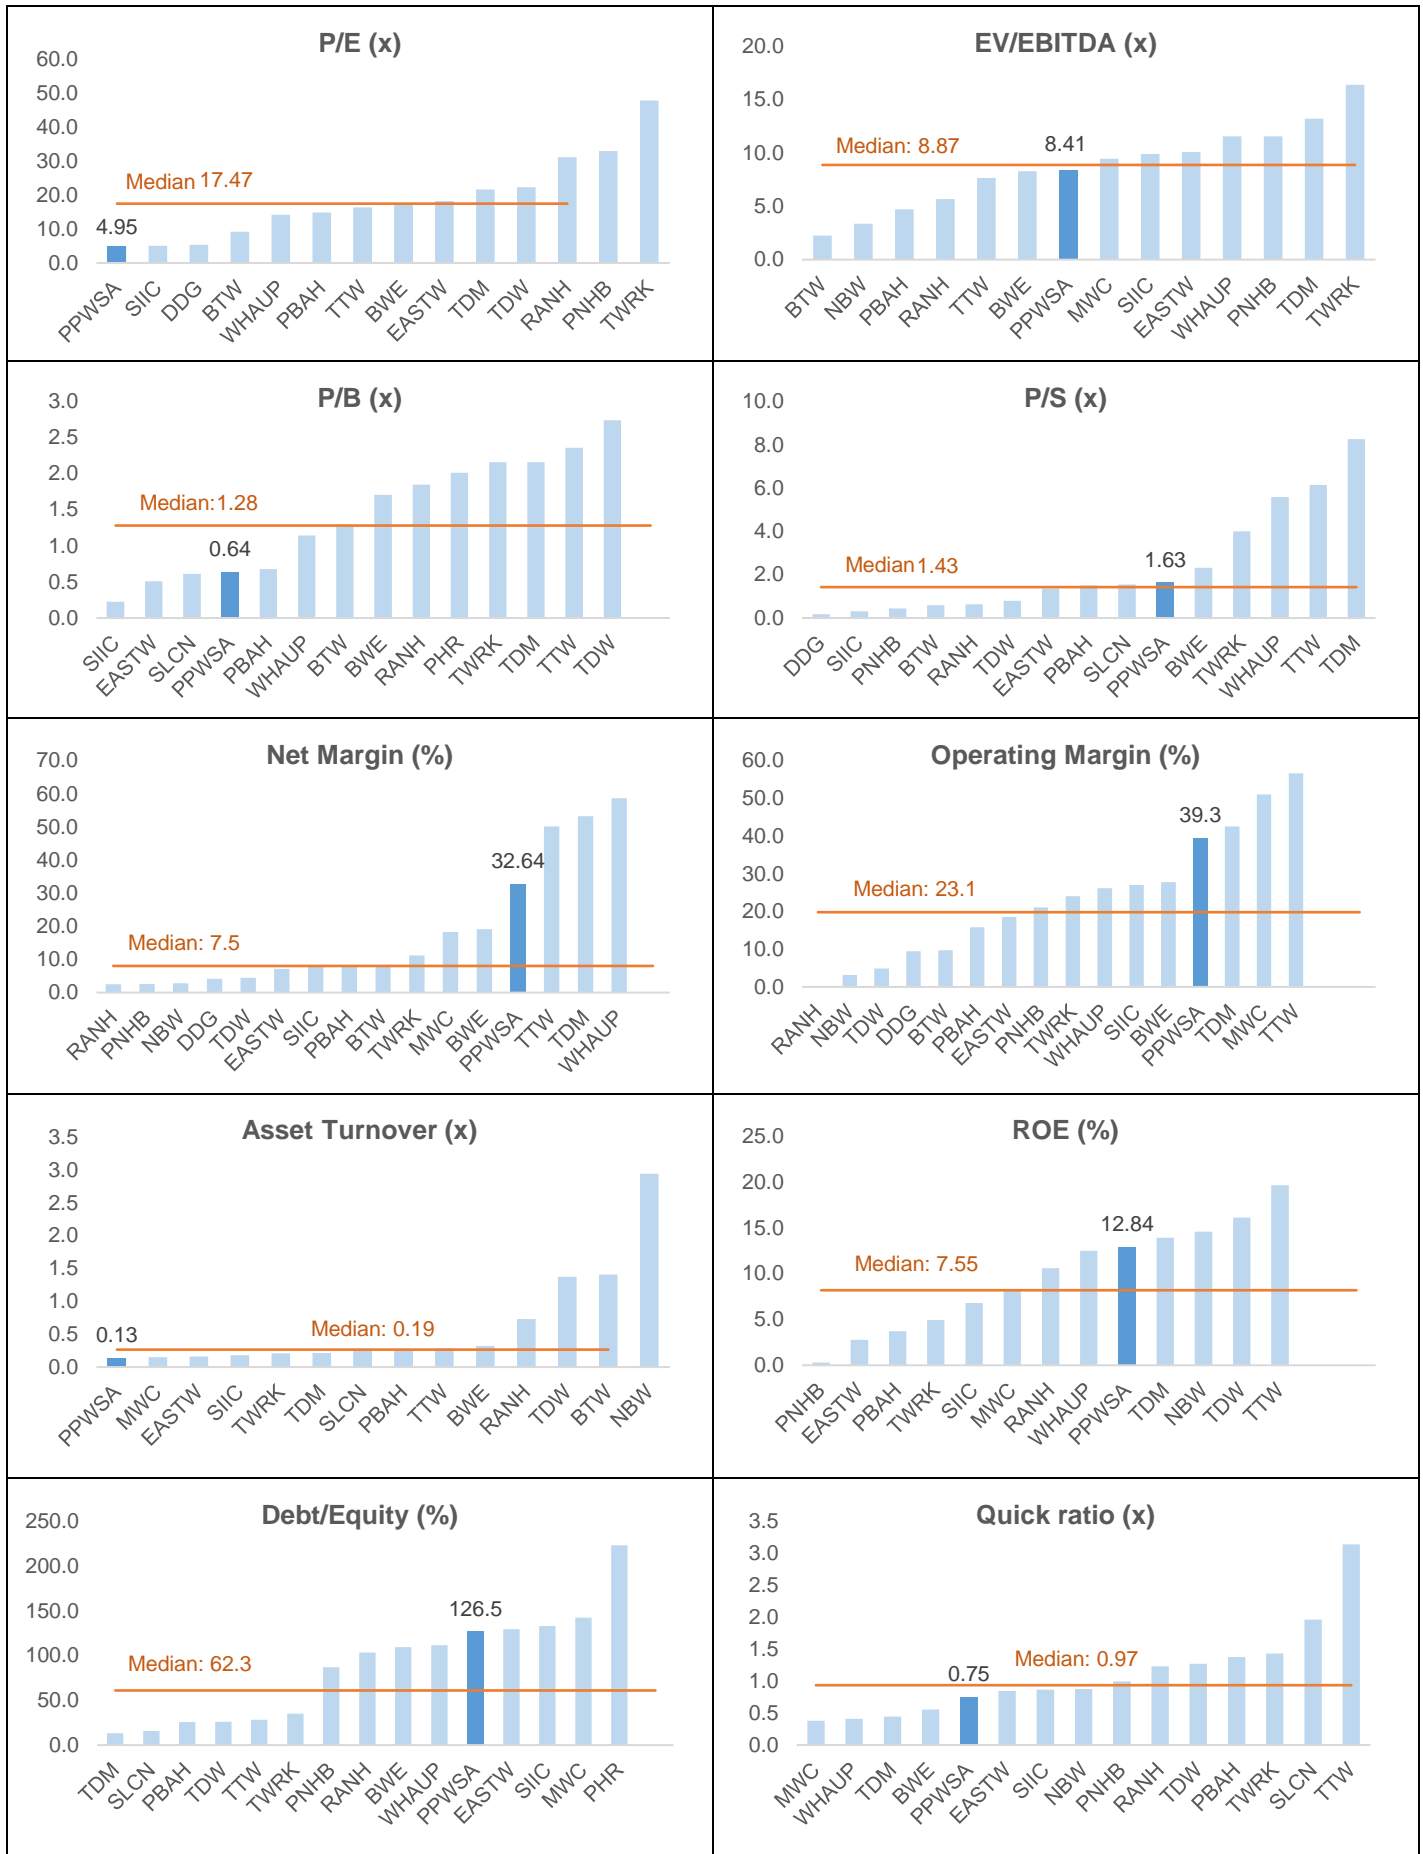 P/E (x)
60.0
50.0
40.0
30.0
20.0
10.0
0.0
Median 17.47
4.95
PPWSA
SIIC
DDG
BTW
WHAUP
PBAH
TTW
BWE
EASTW
TDM
TDW
RANH
PNHB
TWRK
EV/EBITDA (x)
20.0
15.0
10.0
5.0
0.0
Median: 8.87
8.41
BTW
NBW
PBAH
RANH
TTW
BWE
PPWSA
MWC
SIIC
EASTW
WHAUP
PNHB
TDM
TWRK
P/B (x)
3.0
2.5
2.0
1.5
1.0
0.5
0.0
Median:1.28
0.64
SIIC
EASTW
SLCN
PPWSA
PBAH
WHAUP
BTW
BWE
RANH
PHR
TWRK
TDM
TTW
TDW
P/S (x)
10.0
8.0
6.0
4.0
2.0
0.0
Median1.43
1.63
DDG
SIIC
PNHB
BTW
RANH
TDW
EASTW
PBAH
SLCN
PPWSA
BWE
TWRK
WHAUP
TTW
TDM
Net Margin (%)
70.0
60.0
50.0
40.0
30.0
20.0
10.0
0.0
Median: 7.5
32.64
RANH
PNHB
NBW
DDG
TDW
EASTW
SIIC
PBAH
BTW
TWRK
MWC
BWE
PPWSA
TTW
TDM
WHAUP
Operating Margin (%)
60.0
50.0
40.0
30.0
20.0
10.0
0.0
Median: 23.1
39.3
RANH
NBW
TDW
DDG
BTW
PBAH
EASTW
PNHB
TWRK
WHAUP
SIIC
BWE
PPWSA
TDM
MWC
TTW
Asset Turnover (x)
3.5
3.0
2.5
2.0
1.5
1.0
0.5
0.0
Median: 0.19
0.13
PPWSA
MWC
EASTW
SIIC
TWRK
TDM
SLCN
PBAH
TTW
BWE
RANH
TDW
BTW
NBW
ROE (%)
25.0
20.0
15.0
10.0
5.0
0.0
Median: 7.55
12.84
PNHB
EASTW
PBAH
TWRK
SIIC
MWC
RANH
WHAUP
PPWSA
TDM
NBW
TDW
TTW
Debt/Equity (%)
250.0
200.0
150.0
100.0
50.0
0.0
Median: 62.3
126.5
TDM
SLCN
PBAH
TDW
TTW
TWRK
PNHB
RANH
BWE
WHAUP
PPWSA
EASTW
SIIC
MWC
PHR
Quick ratio (x)
3.5
3.0
2.5
2.0
1.5
1.0
0.5
0.0
Median: 0.97
0.75
MWC
WHAUP
TDM
BWE
PPWSA
EASTW
SIIC
NBW
PNHB
RANH
TDW
PBAH
TWRK
SLCN
TTW